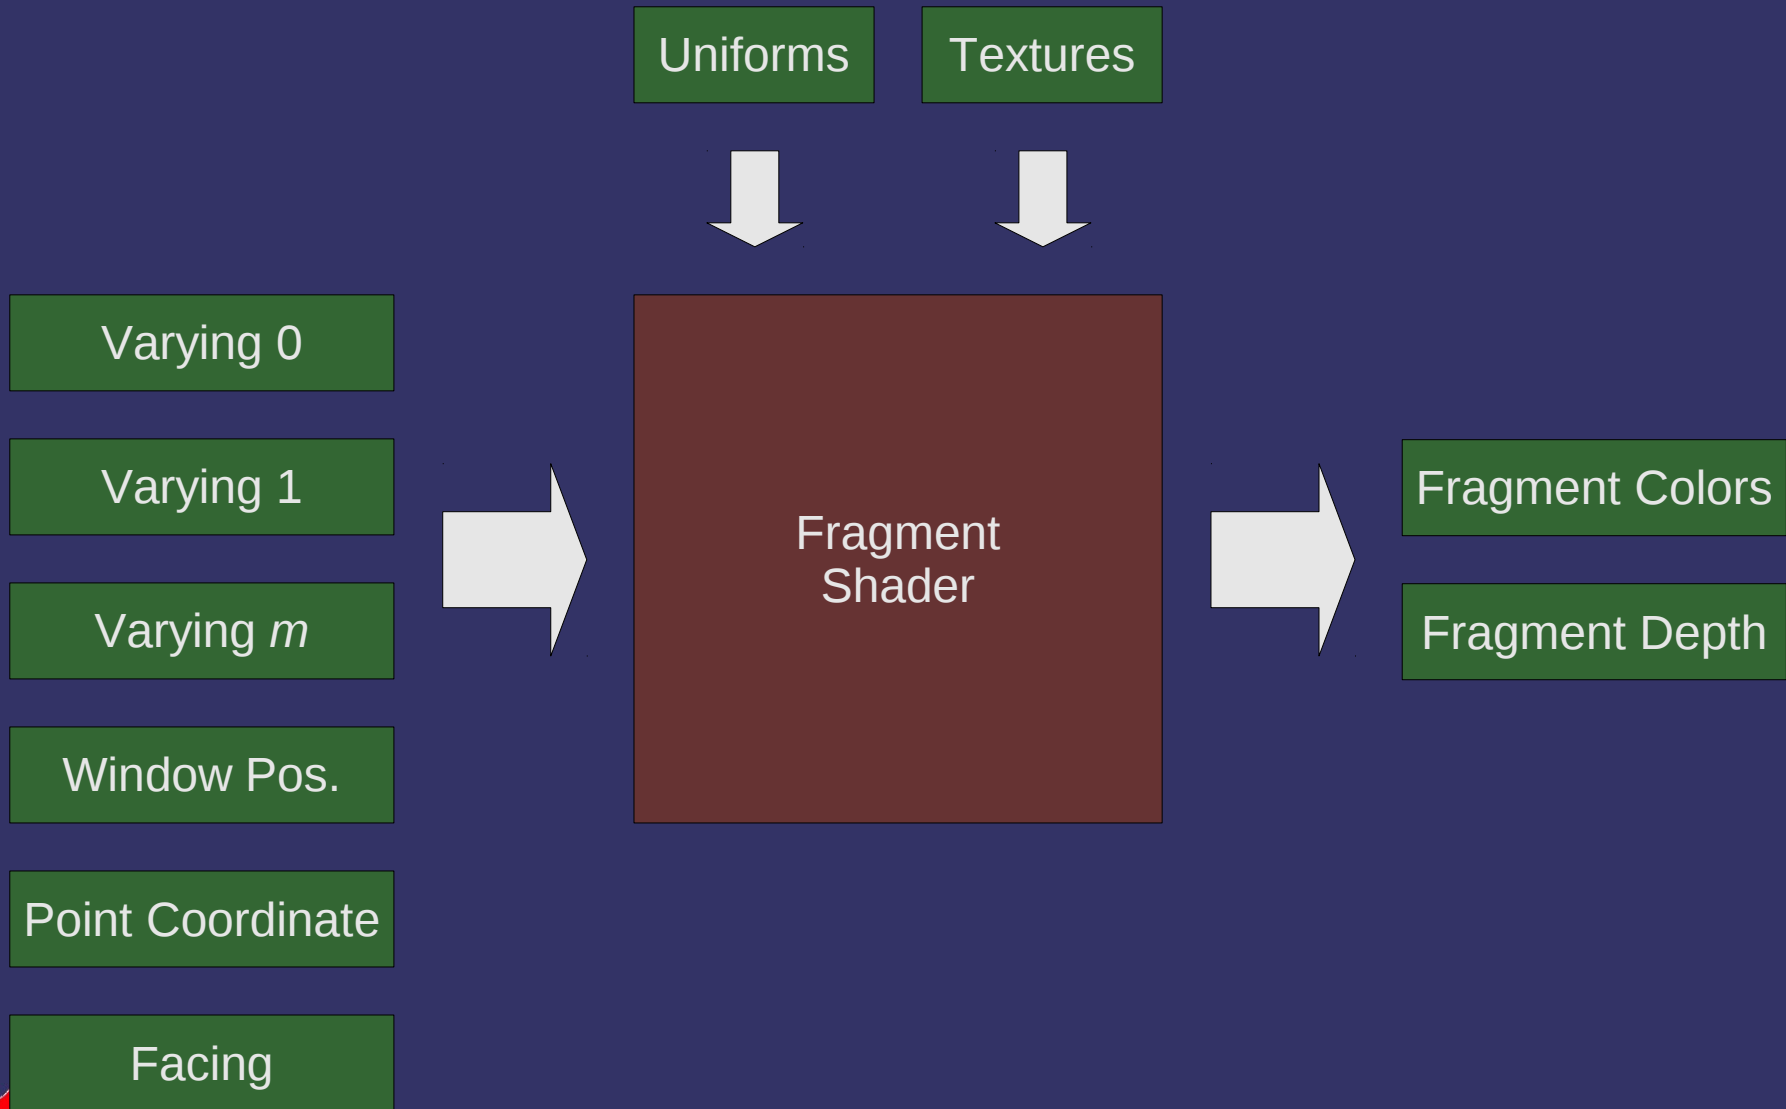 Uniforms
Textures
Varying 0
Varying 1
Varying m
Window Pos.
Point Coordinate
Facing
Fragment
Shader
Fragment Colors
Fragment Depth